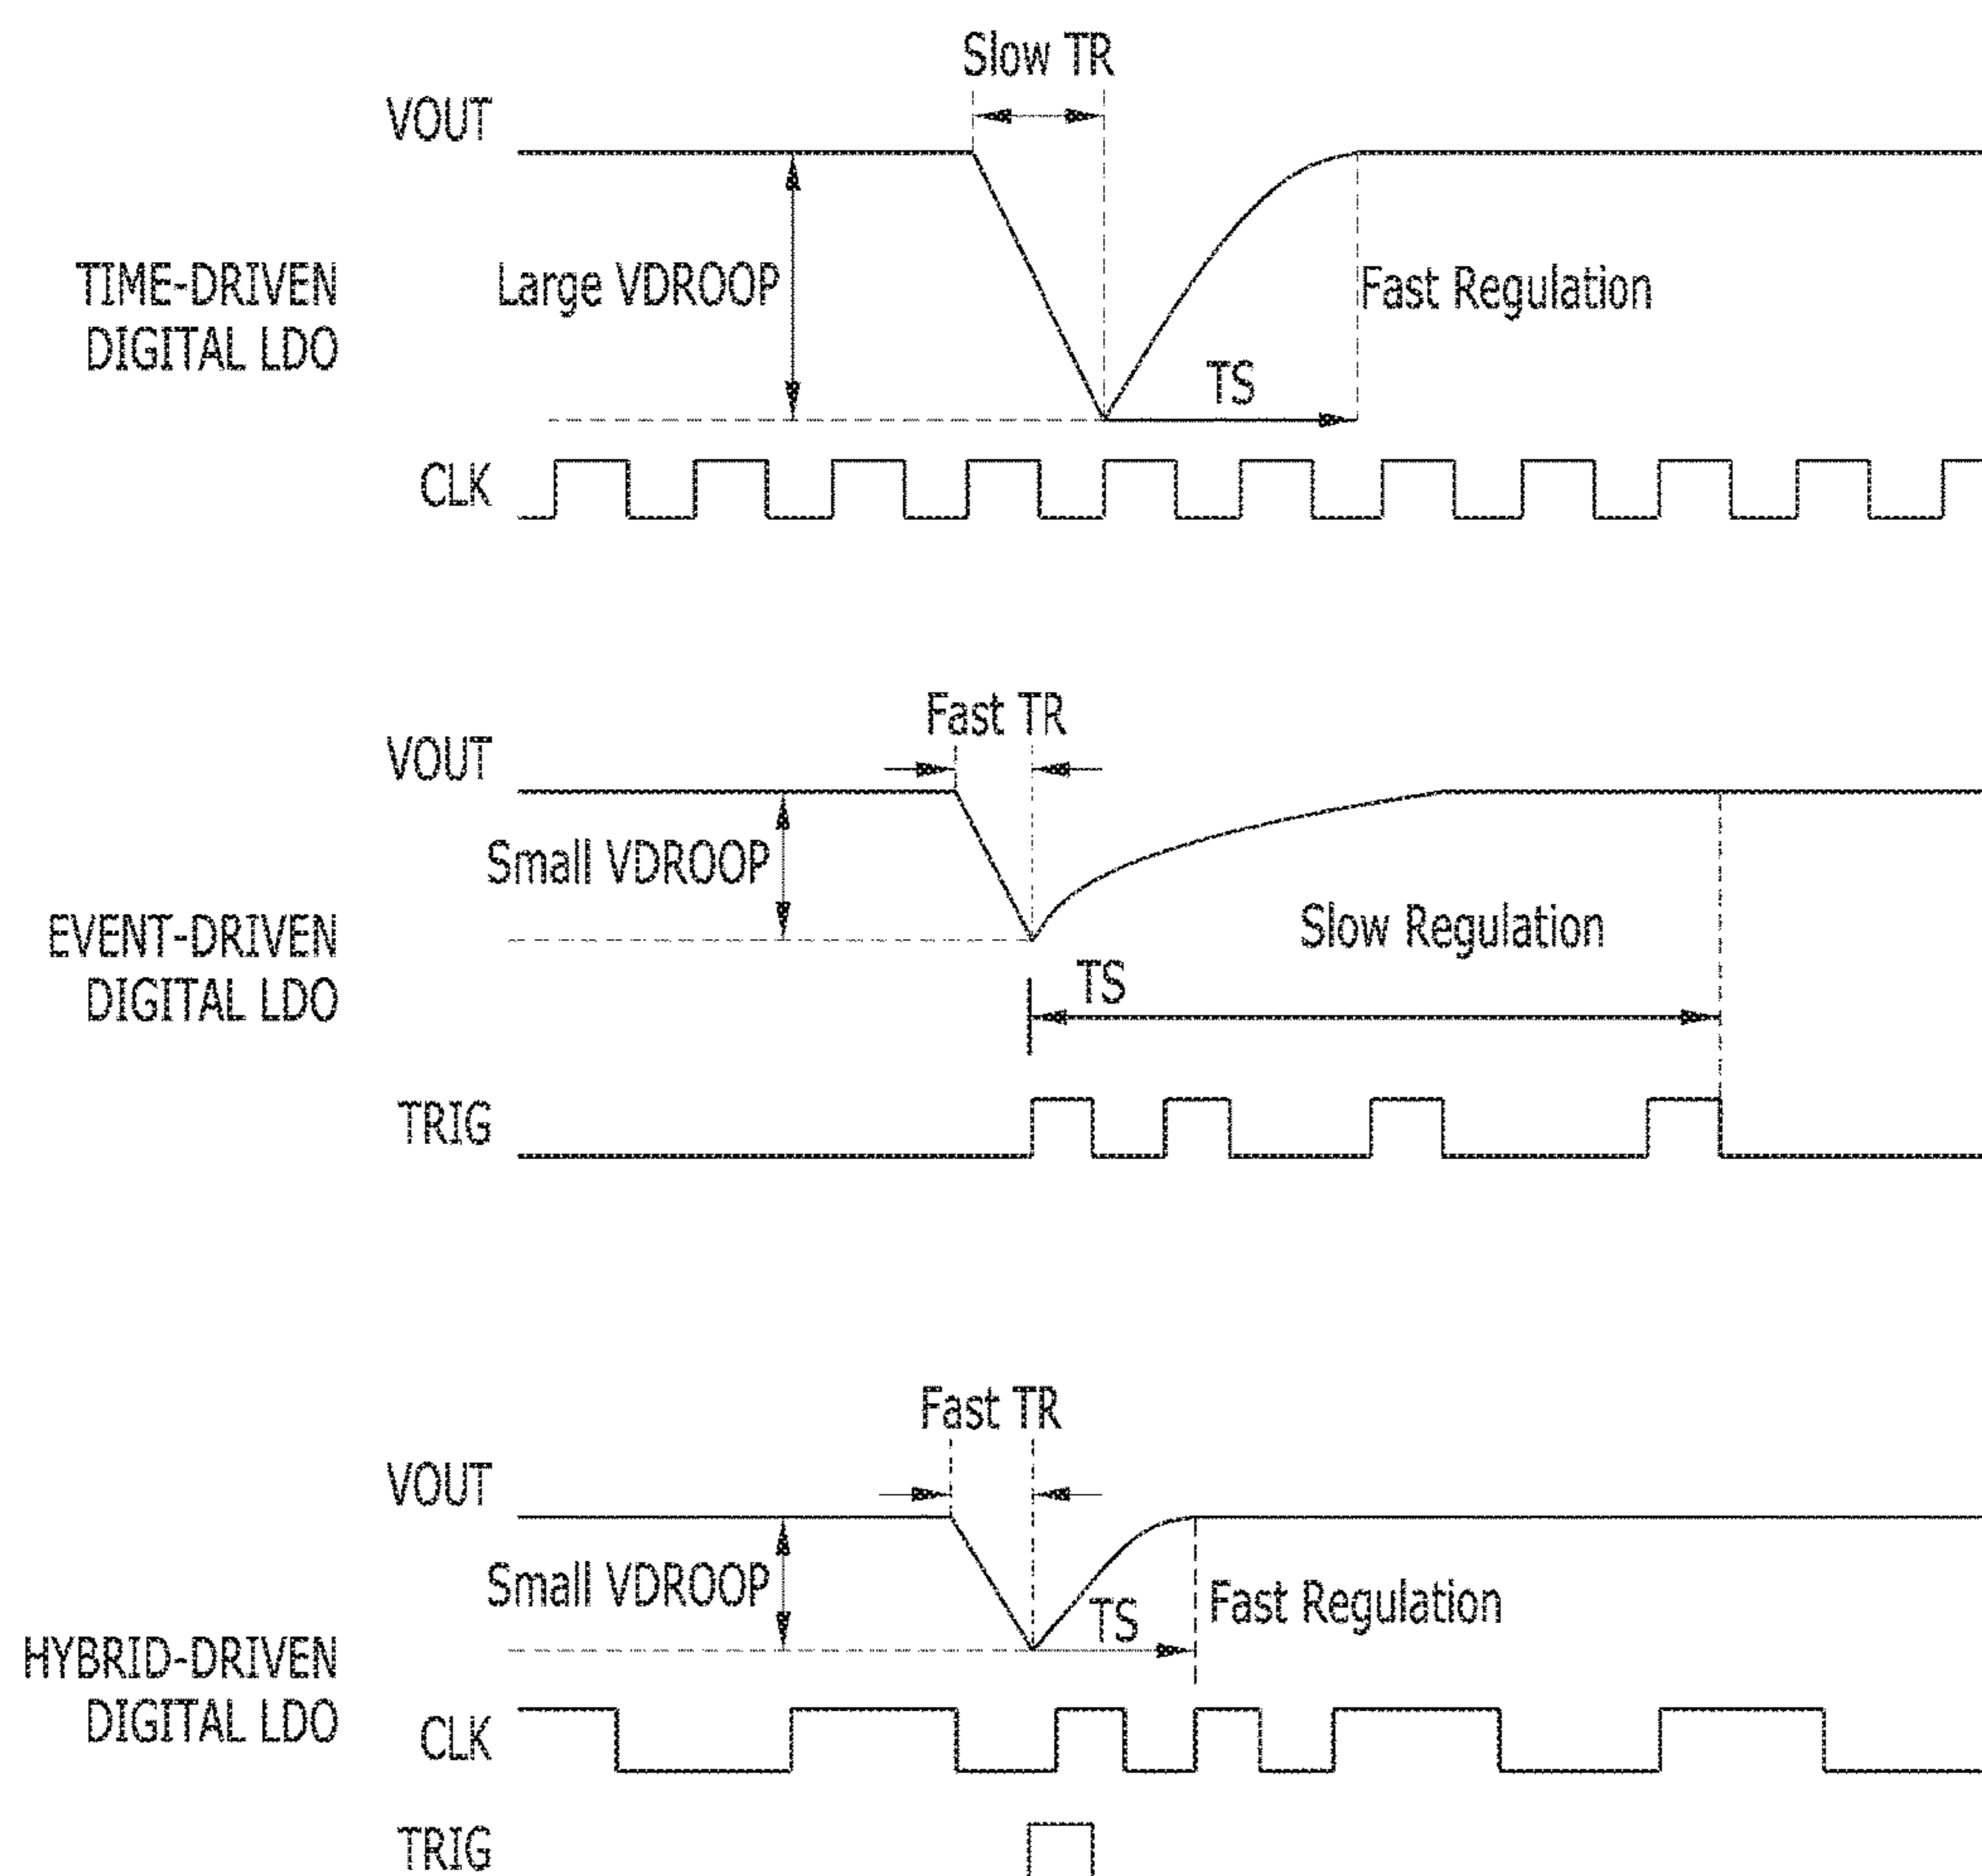 Slow TR
VOUT
TIME-DRIVEN
DIGITAL LDO
Large VDROOP
Fast Regulation
TS
CLK
Fast TR
VOUT
Small VDROOP
EVENT-DRIVEN
DIGITAL LDO
Slow Regulation
TS
TRIG
Fast TR
VOUT
Small VDROOP
TS
Fast Regulation
HYBRID-DRIVEN
DIGITAL LDO
CLK
TRIG